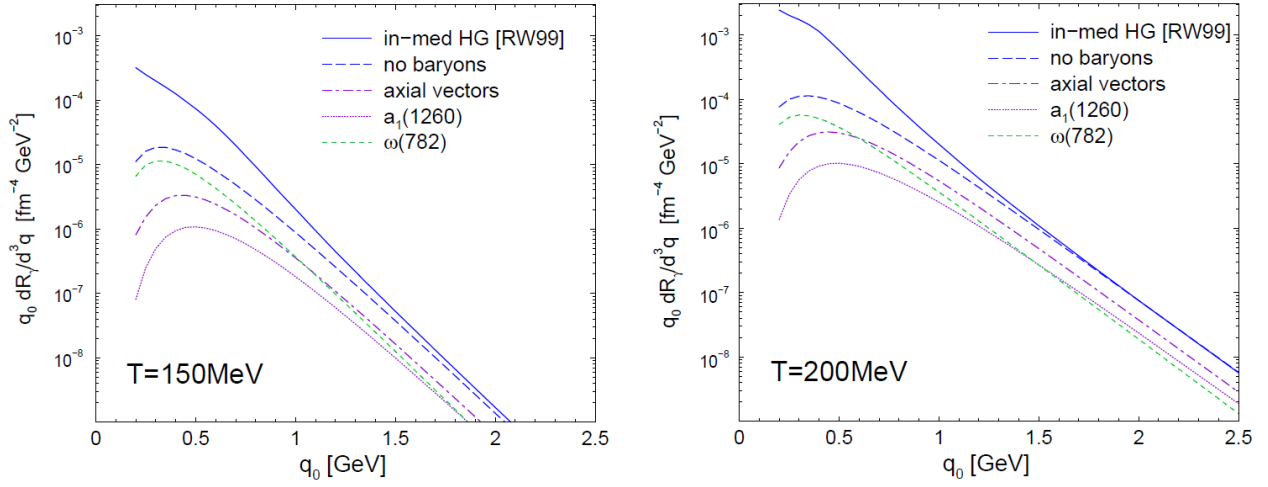 10⁻³
10⁻⁴
10⁻⁵
10⁻⁶
10⁻⁷
10⁻⁸
q₀ dRᵧ/d³q [fm⁻⁴ GeV⁻²]
in−med HG [RW99]
no baryons
axial vectors
a₁(1260)
ω(782)
T=150MeV
0 0.5 1 1.5 2 2.5
q₀ [GeV]
10⁻³
10⁻⁴
10⁻⁵
10⁻⁶
10⁻⁷
10⁻⁸
q₀ dRᵧ/d³q [fm⁻⁴ GeV⁻²]
in−med HG [RW99]
no baryons
axial vectors
a₁(1260)
ω(782)
T=200MeV
0 0.5 1 1.5 2 2.5
q₀ [GeV]